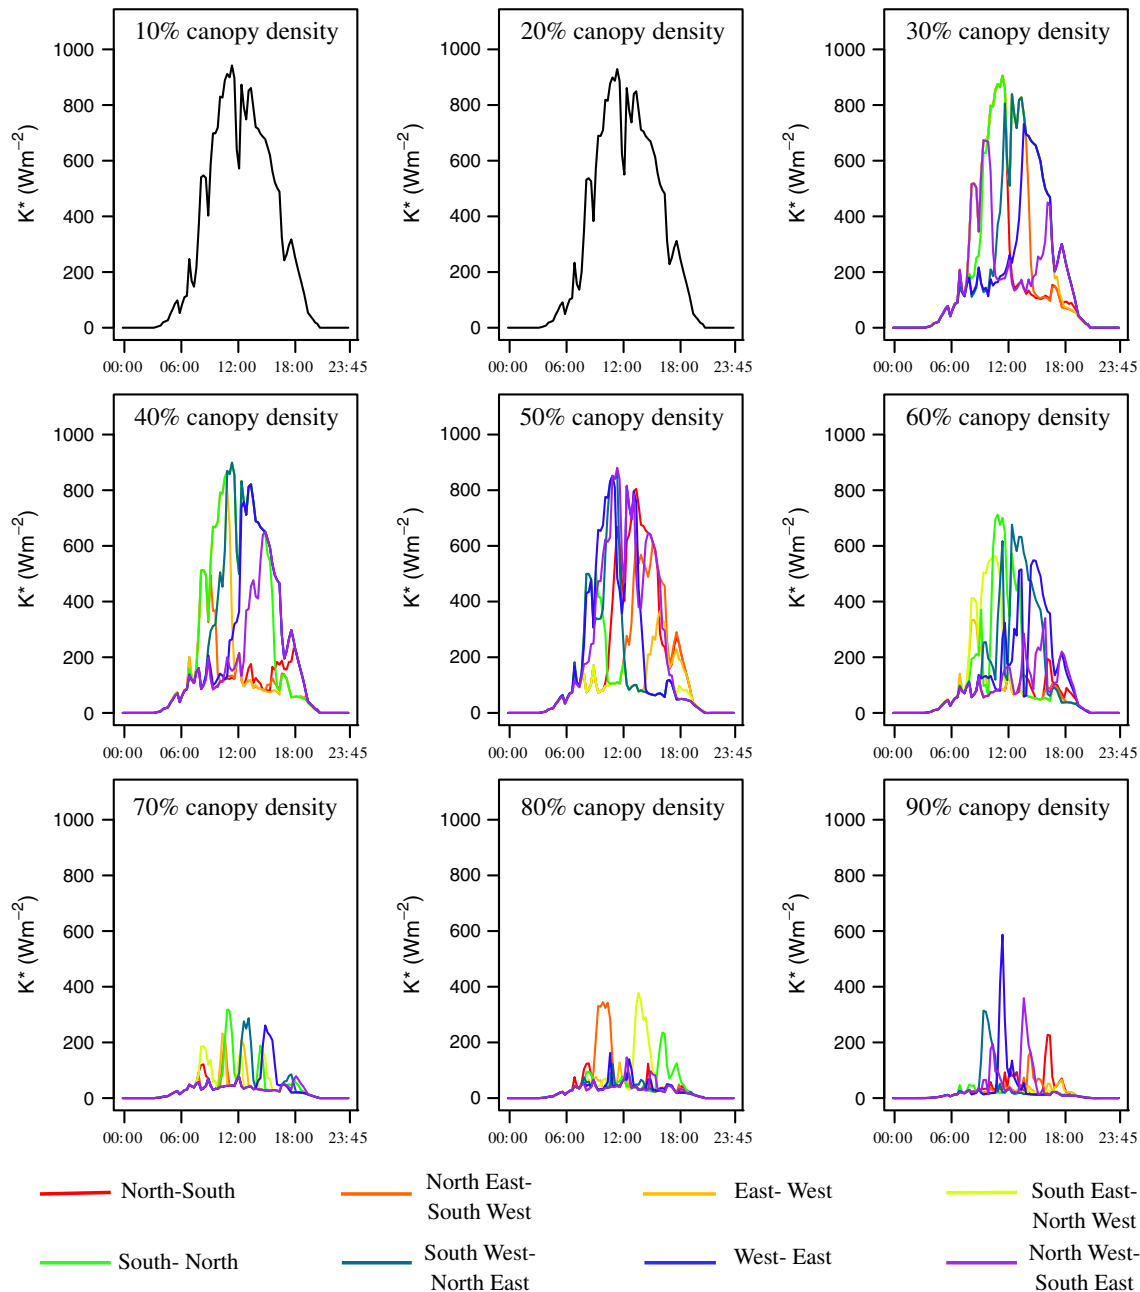 10% canopy density
20% canopy density
30% canopy density
1000
800
600
400
200
0
K* (Wm−2)
00:00 06:00 12:00 18:00 23:45
1000
800
600
400
200
0
K* (Wm−2)
00:00 06:00 12:00 18:00 23:45
1000
800
600
400
200
0
K* (Wm−2)
00:00 06:00 12:00 18:00 23:45
40% canopy density
50% canopy density
60% canopy density
1000
800
600
400
200
0
K* (Wm−2)
00:00 06:00 12:00 18:00 23:45
1000
800
600
400
200
0
K* (Wm−2)
00:00 06:00 12:00 18:00 23:45
1000
800
600
400
200
0
K* (Wm−2)
00:00 06:00 12:00 18:00 23:45
70% canopy density
80% canopy density
90% canopy density
1000
800
600
400
200
0
K* (Wm−2)
00:00 06:00 12:00 18:00 23:45
1000
800
600
400
200
0
K* (Wm−2)
00:00 06:00 12:00 18:00 23:45
1000
800
600
400
200
0
K* (Wm−2)
00:00 06:00 12:00 18:00 23:45
North-South
North East-
South West
East- West
South East-
North West
South- North
South West-
North East
West- East
North West-
South East